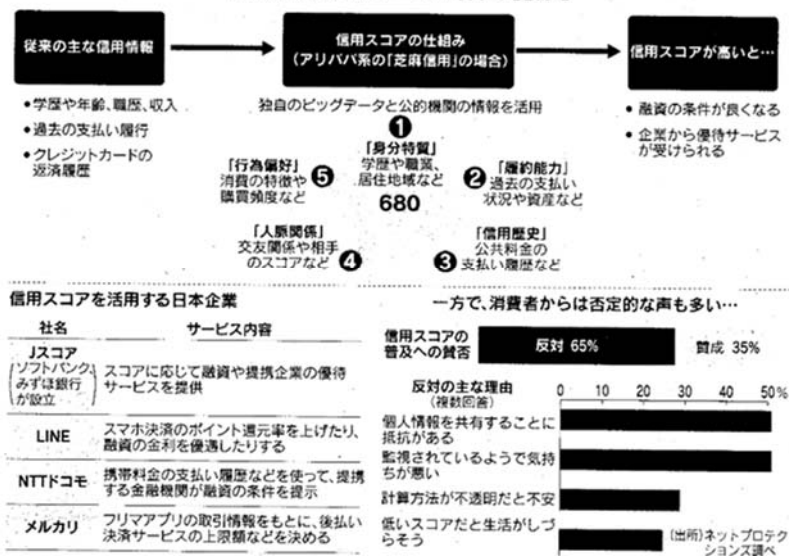 従来の主な信用情報
信用スコアの仕組み
(アリババ系の「芝麻信用」の場合)
信用スコアが高いと…
•学歴や年齢、職歴、収入
•過去の支払い履行
•クレジットカードの
返済履歴
独自のビッグデータと公的機関の情報を活用
❶
「身分特質」
学歴や職業、
居住地域など
680
❷
「履約能力」
過去の支払い
状況や資産など
❸
「信用歴史」
公共料金の
支払い履歴など
❹
「人脈関係」
交友関係や相手
のスコアなど
❺
「行為偏好」
消費の特徴や
購買頻度など
•融資の条件が良くなる
•企業から優待サービス
が受けられる
信用スコアを活用する日本企業
社名 サービス内容
Jスコア
(ソフトバンク、
みずほ銀行
が設立)
スコアに応じて融資や提携企業の優待
サービスを提供
LINE
スマホ決済のポイント還元率を上げたり、
融資の金利を優遇したりする
NTTドコモ
携帯料金の支払い履歴などを使って、提携
する金融機関が融資の条件を提示
メルカリ
フリマアプリの取引情報をもとに、後払い
決済サービスの上限額などを決める
一方で、消費者からは否定的な声も多い…
信用スコアの
普及への賛否
反対 65% 賛成 35%
反対の主な理由
(複数回答)
0 10 20 30 40 50%
個人情報を共有することに
抵抗がある
監視されているようで気持
ちが悪い
計算方法が不透明だと不安
低いスコアだと生活がしづ
らそう
(出所)ネットプロテク
ションズ調べ